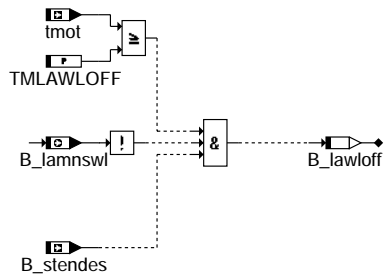 tmot
≥
P
TMLAWLOFF
B_lamnswl
!
&
B_lawloff
B_stendes